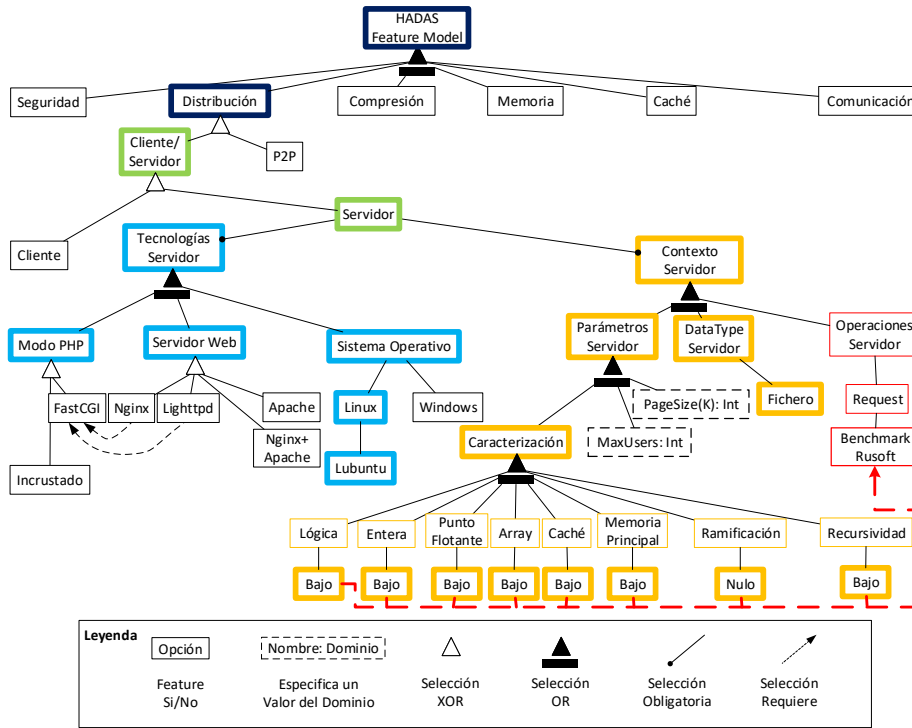 HADAS
Feature Model
Seguridad
Distribución
Compresión
Memoria
Caché
Comunicación
Cliente/
Servidor
P2P
Servidor
Cliente
Tecnologías
Servidor
Contexto
Servidor
Modo PHP
Servidor Web
Sistema Operativo
Parámetros
Servidor
DataType
Servidor
Operaciones
Servidor
FastCGI
Nginx
Lighttpd
Apache
Linux
Windows
PageSize(K): Int
Fichero
Request
Incrustado
Nginx+
Apache
Lubuntu
Caracterización
MaxUsers: Int
Benchmark
Rusoft
Lógica
Entera
Punto
Flotante
Array
Caché
Memoria
Principal
Ramificación
Recursividad
Bajo
Bajo
Bajo
Bajo
Bajo
Bajo
Nulo
Bajo
Leyenda
Opción
Nombre: Dominio
Feature
Si/No
Especifica un
Valor del Dominio
Selección
XOR
Selección
OR
Selección
Obligatoria
Selección
Requiere